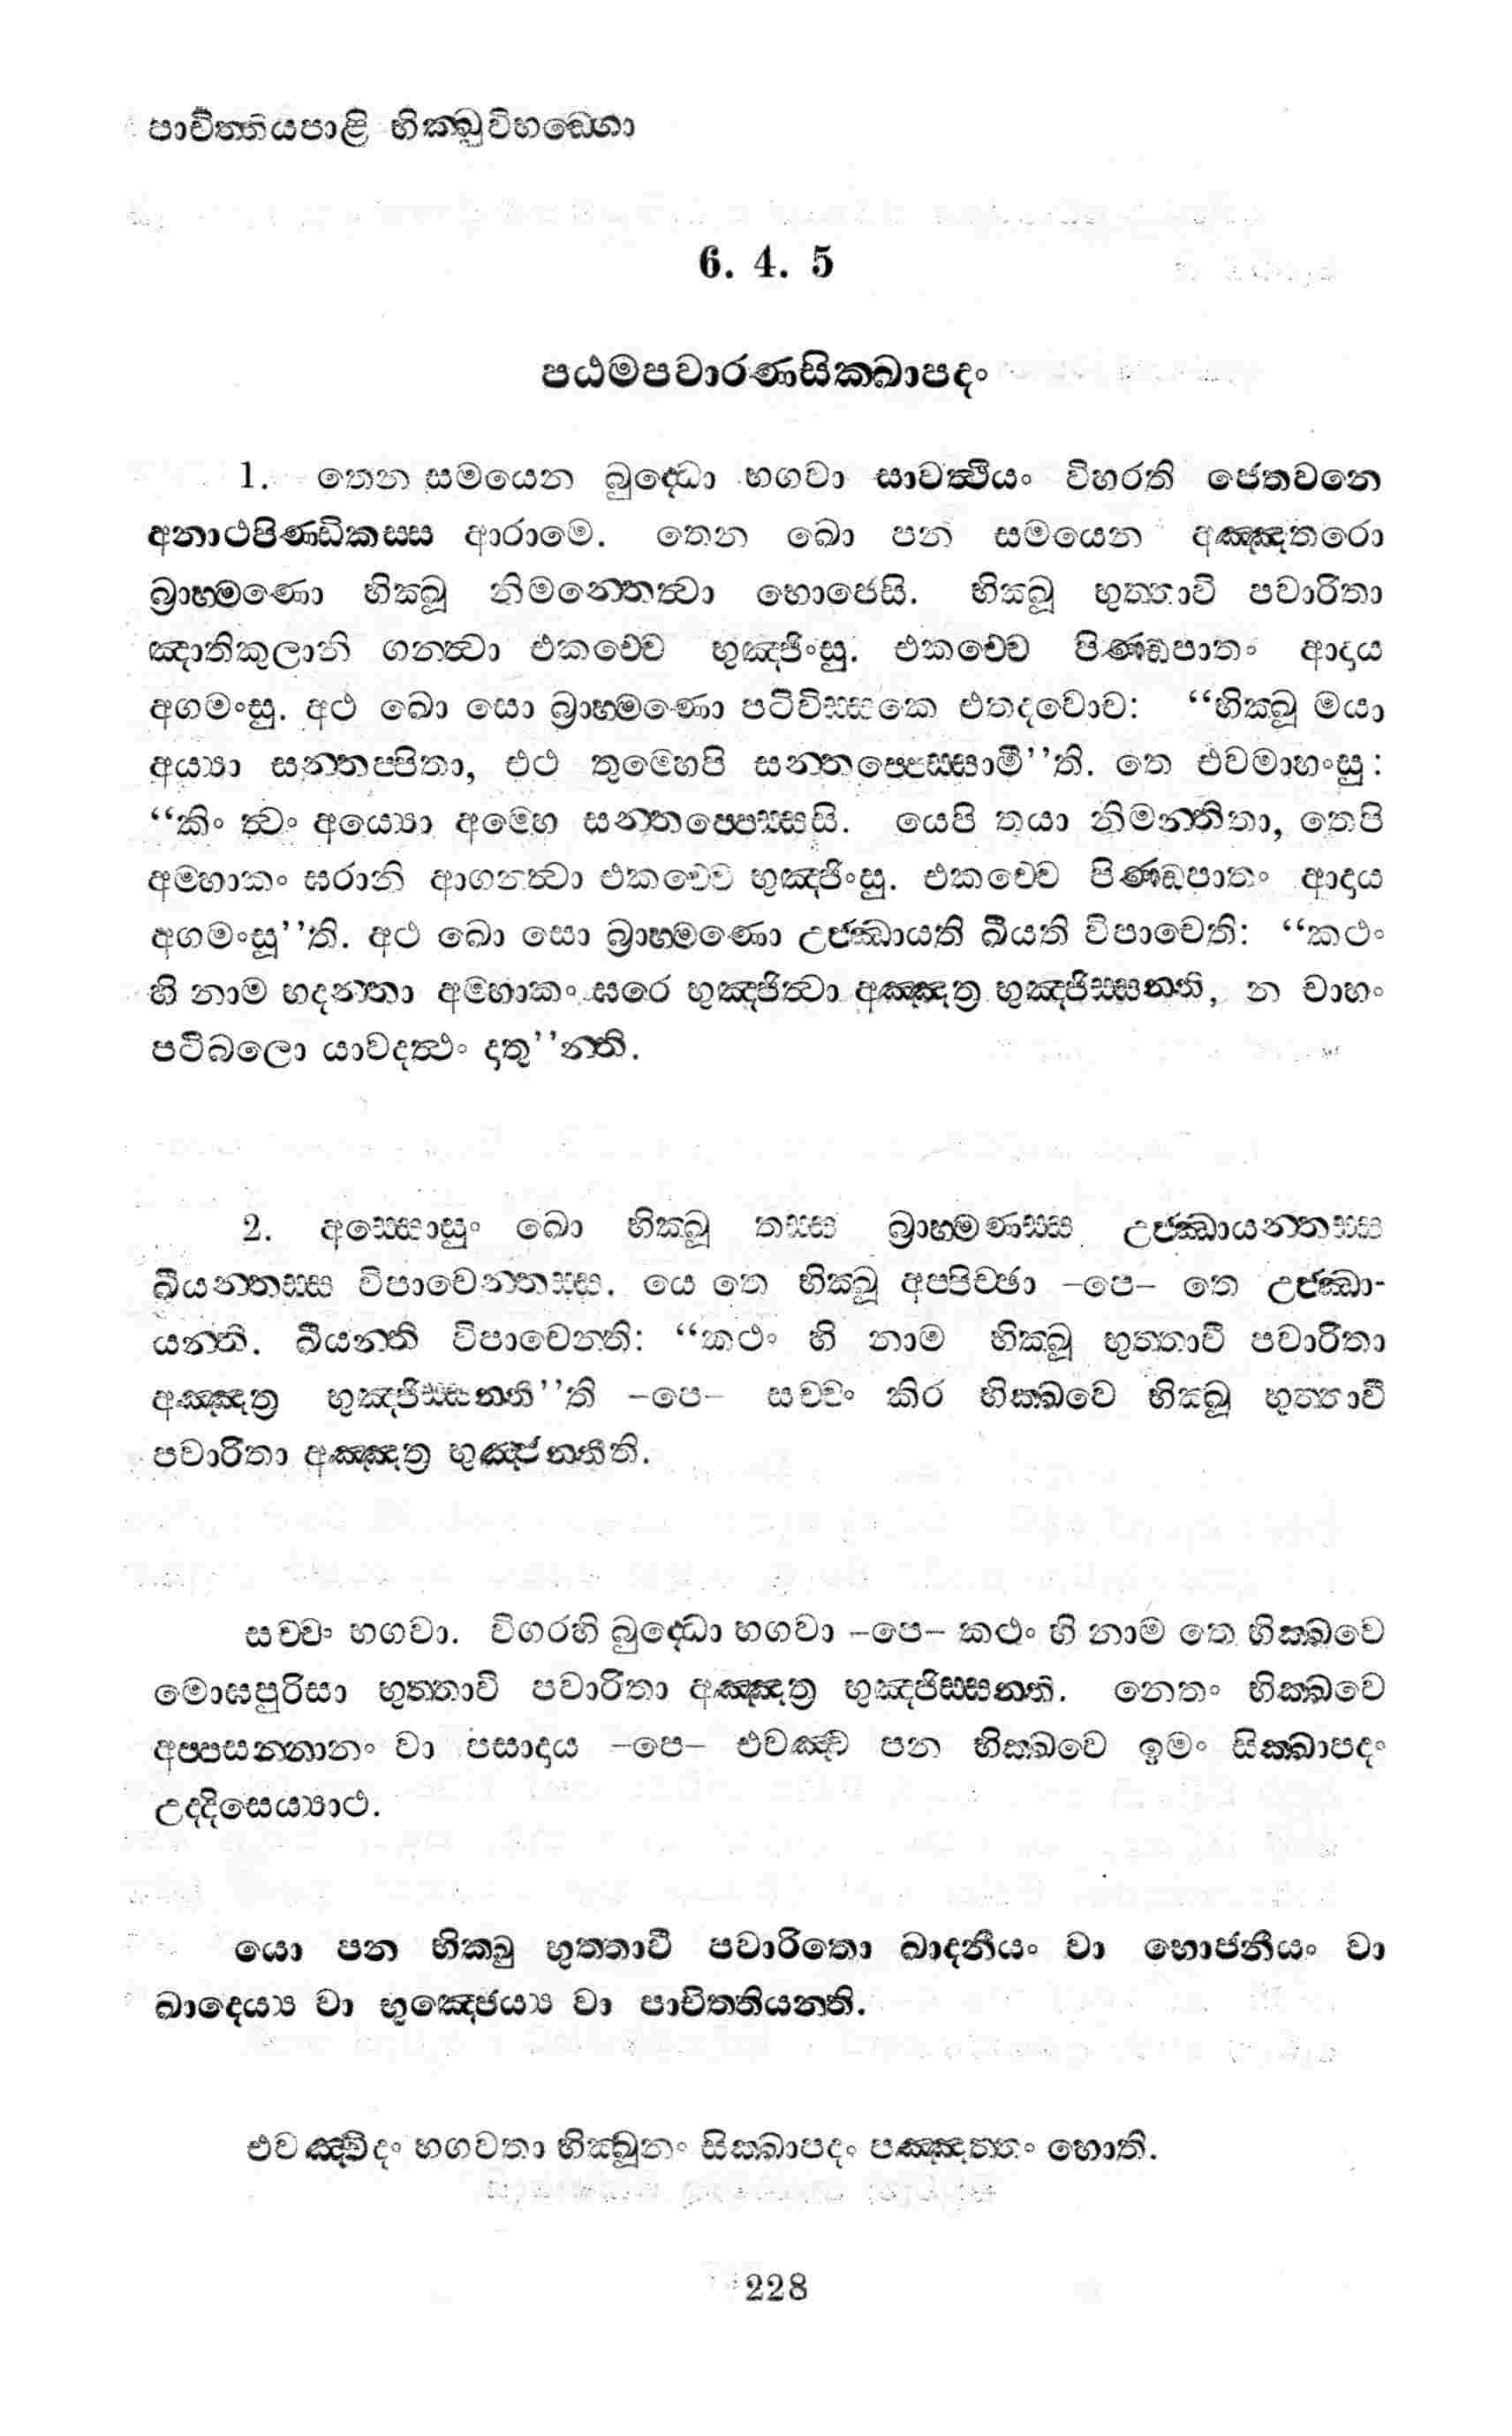 පාචිත්තියපාළි භික්ඛුවිභඞ්ගො
6. 4. 5
පඨමපවාරණසික්ඛාපදං
1. තෙන සමයෙන බුද්ධො භගවා සාවත්ථියං විහරති ජෙතවනෙ
අනාථපිණ්ඩිකස්ස ආරාමෙ. තෙන ඛො පන සමයෙන අඤ්ඤතරො
බ්‍රාහ්මණො භික්ඛූ නිමන්තෙත්වා භොජෙසි. භික්ඛූ භුත්තාවි පවාරිතා
ඤාතිකුලානි ගන්ත්වා එකච්චෙ භුඤ්ජිංසු. එකච්චෙ පිණ්ඩපාතං ආදාය
අගමංසු. අථ ඛො සො බ්‍රාහ්මණො පටිවිස්සකෙ එතදවොච: “භික්ඛූ මයා
අය්‍යා සන්තප්පිතා, එථ තුම්හෙපි සන්තප්පෙස්සාමී”ති. තෙ එවමාහංසු:
“කිං ත්වං අය්‍යො අම්හෙ සන්තප්පෙස්සසි. යෙපි තයා නිමන්තිතා, තෙපි
අම්හාකං ඝරානි ආගන්ත්වා එකච්චෙ භුඤ්ජිංසු. එකච්චෙ පිණ්ඩපාතං ආදාය
අගමංසූ”ති. අථ ඛො සො බ්‍රාහ්මණො උජ්ඣායති ඛීයති විපාචෙති: “කථං
හි නාම භදන්තා අම්හාකං ඝරෙ භුඤ්ජිත්වා අඤ්ඤත්‍ර භුඤ්ජිස්සන්ති, න චාහං
පටිබලො යාවදත්ථං දාතු”න්ති.
2. අස්සොසුං ඛො භික්ඛූ තස්ස බ්‍රාහ්මණස්ස උජ්ඣායන්තස්ස
ඛීයන්තස්ස විපාචෙන්තස්ස. යෙ තෙ භික්ඛූ අප්පිච්ඡා –පෙ– තෙ උජ්ඣා-
යන්ති. ඛීයන්ති විපාචෙන්ති: “කථං හි නාම භික්ඛූ භුත්තාවී පවාරිතා
අඤ්ඤත්‍ර භුඤ්ජිස්සන්ති”ති –පෙ– සච්චං කිර භික්ඛවෙ භික්ඛූ භුත්තාවී
පවාරිතා අඤ්ඤත්‍ර භුඤ්ජන්තීති.
සච්චං භගවා. විගරහි බුද්ධො භගවා –පෙ– කථං හි නාම තෙ භික්ඛවෙ
මොඝපුරිසා භුත්තාවි පවාරිතා අඤ්ඤත්‍ර භුඤ්ජිස්සන්ති. නෙතං භික්ඛවෙ
අප්පසන්නානං වා පසාදාය –පෙ– එවඤ්ච පන භික්ඛවෙ ඉමං සික්ඛාපදං
උද්දිසෙය්‍යාථ.
යො පන භික්ඛු භුත්තාවී පවාරිතො ඛාදනීයං වා භොජනීයං වා
ඛාදෙය්‍ය වා භුඤ්ජෙය්‍ය වා පාචිත්තියන්ති.
එවඤ්චිදං භගවතා භික්ඛූනං සික්ඛාපදං පඤ්ඤත්තං හොති.
228